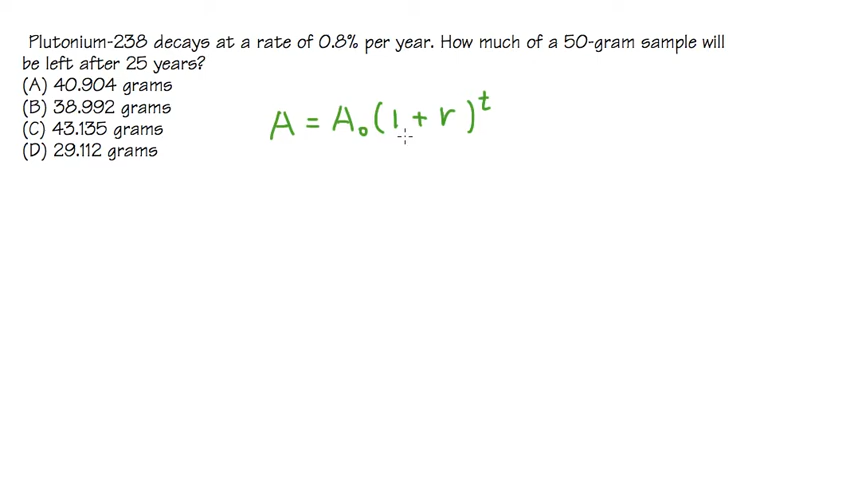 Plutonium-238 decays at a rate of 0.8% per year. How much of a 50-gram sample will
be left after 25 years?
(A) 40.904 grams
(B) 38.992 grams
(C) 43.135 grams
(D) 29.112 grams
A = A₀(1 + r)ᵗ